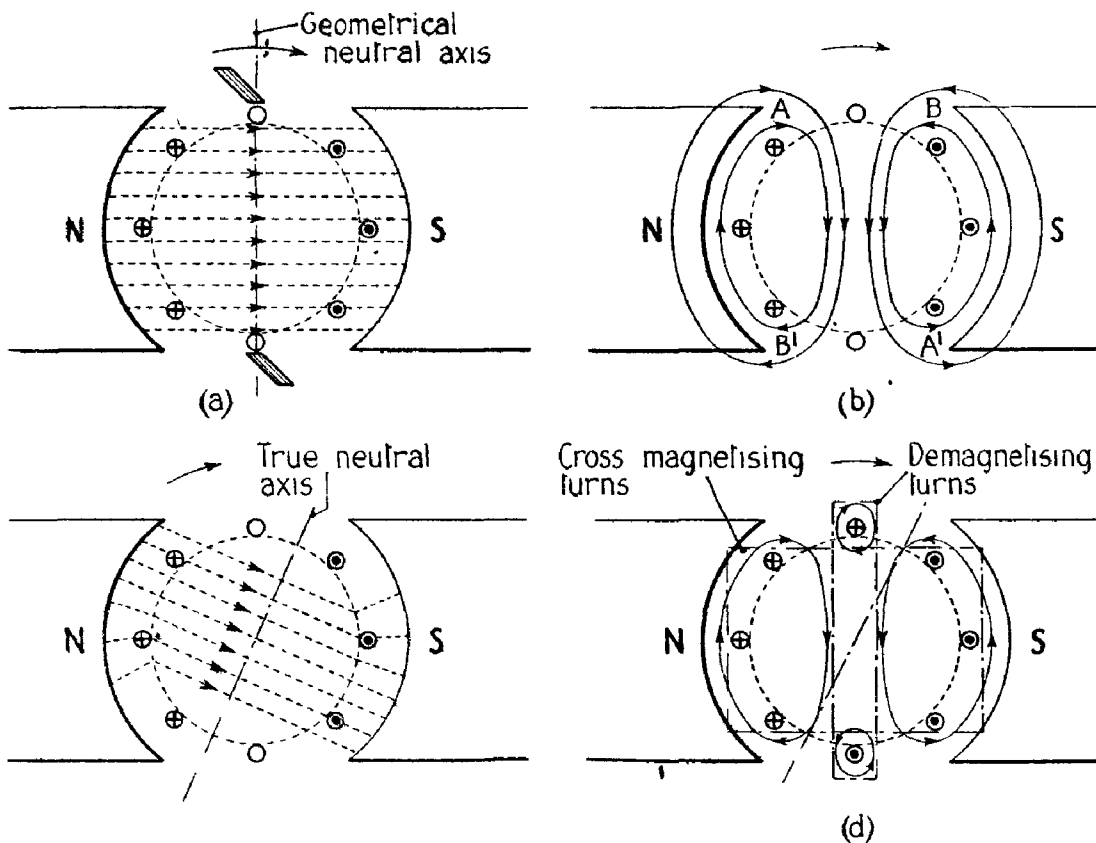 Geometrical
neutral axis
N
S
(a)
A
B
N
S
B'
A'
(b)
True neutral
axis
N
S
Cross magnetising
turns
Demagnetising
turns
N
S
(d)